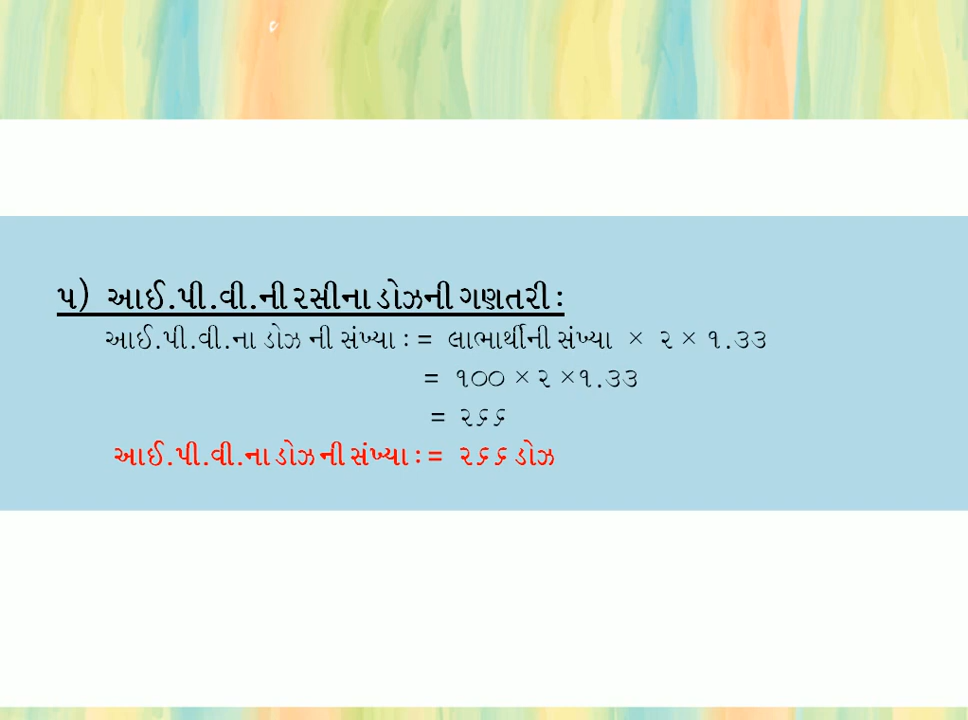 ૫) આઈ.પી.વી.ની રસીના ડોઝની ગણતરી :
આઈ.પી.વી.ના ડોઝ ની સંખ્યા : = લાભાર્થીની સંખ્યા × ૨ × ૧.૩૩
= ૧૦૦ × ૨ ×૧.૩૩
= ૨૬૬
આઈ.પી.વી.ના ડોઝ ની સંખ્યા : = ૨૬૬ ડોઝ